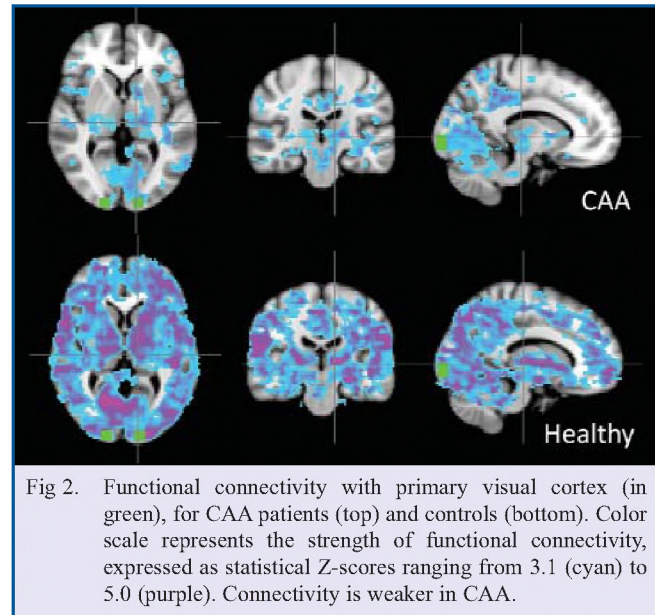 CAA
Healthy
Fig 2. Functional connectivity with primary visual cortex (in
green), for CAA patients (top) and controls (bottom). Color
scale represents the strength of functional connectivity,
expressed as statistical Z-scores ranging from 3.1 (cyan) to
5.0 (purple). Connectivity is weaker in CAA.